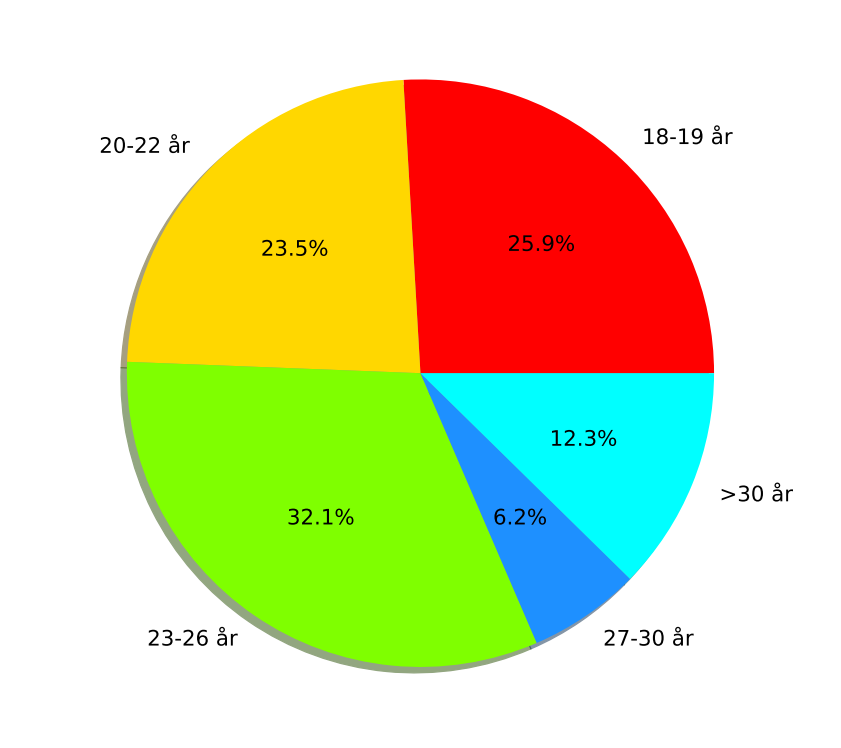 18-19 år
20-22 år
25.9%
23.5%
12.3%
>30 år
32.1%
6.2%
23-26 år
27-30 år